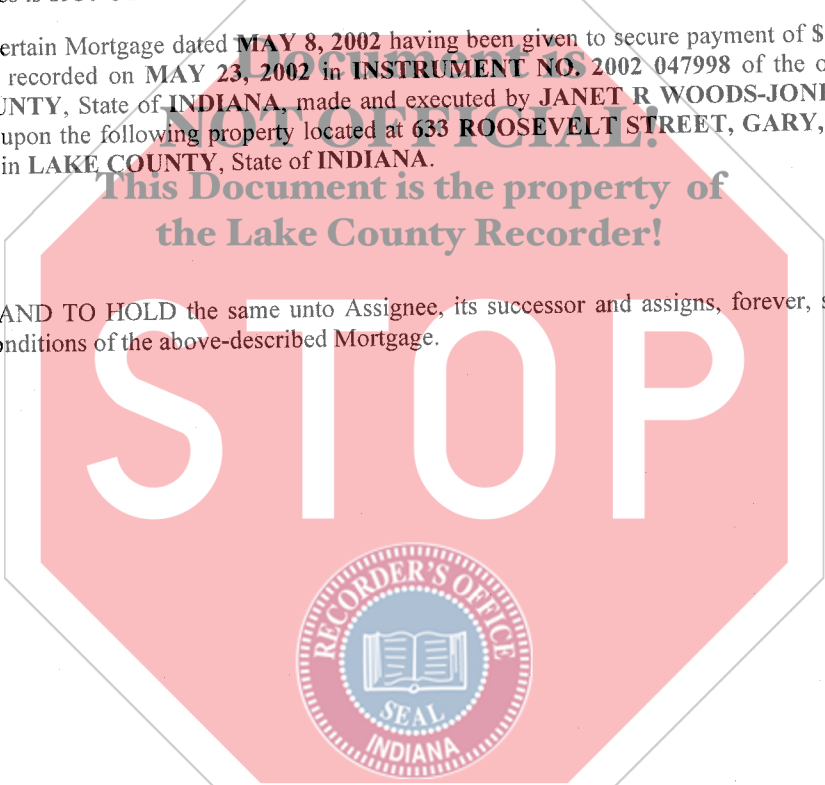 ertain Mortgage dated MAY 8, 2002 having been given to secure payment of $
recorded on MAY 23, 2002 in INSTRUMENT NO. 2002 047998 of the o
UNTY, State of INDIANA, made and executed by JANET R WOODS-JON
upon the following property located at 633 ROOSEVELT STREET, GARY,
in LAKE COUNTY, State of INDIANA.
Document is
NOT OFFICIAL!
This Document is the property of
the Lake County Recorder!
AND TO HOLD the same unto Assignee, its successor and assigns, forever, s
onditions of the above-described Mortgage.
STOP
RECORDER'S OFFICE
SEAL
INDIANA